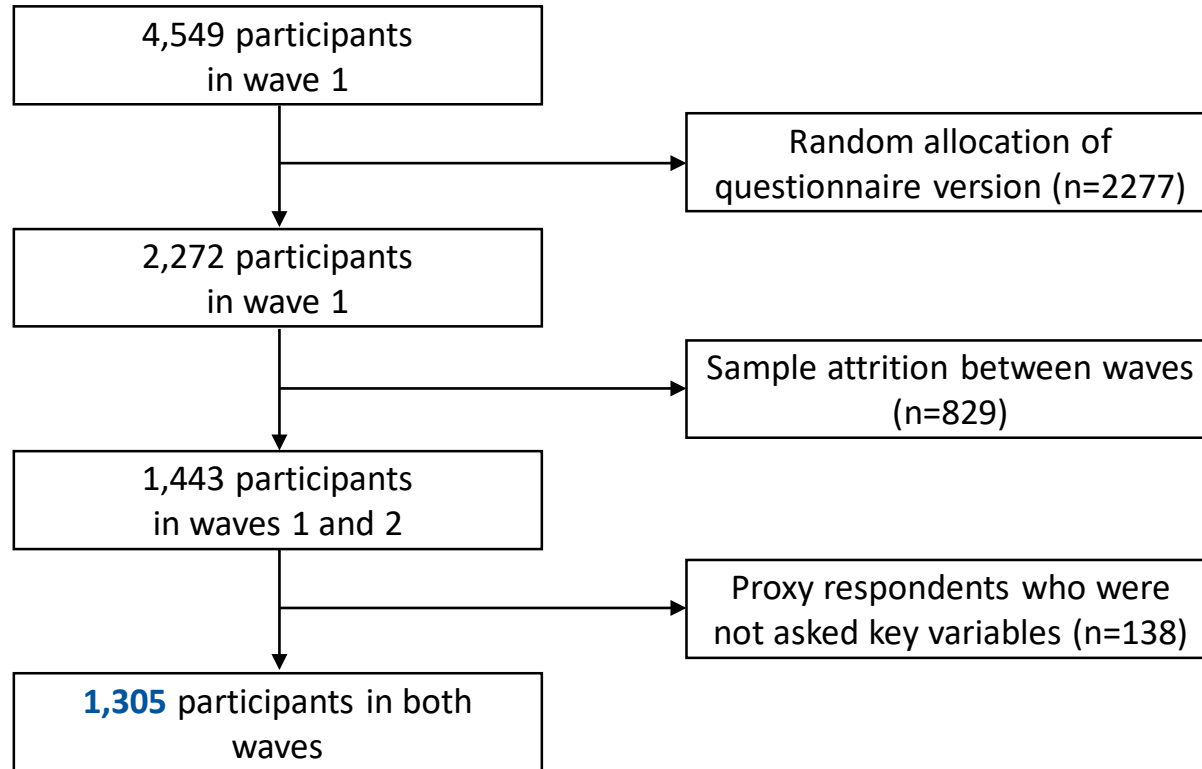 4,549 participants
in wave 1
Random allocation of
questionnaire version (n=2277)
2,272 participants
in wave 1
Sample attrition between waves
(n=829)
1,443 participants
in waves 1 and 2
Proxy respondents who were
not asked key variables (n=138)
1,305 participants in both
waves